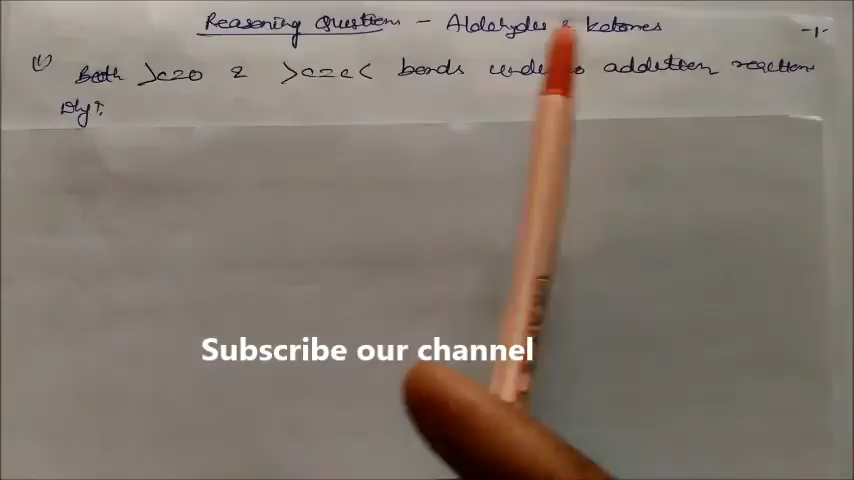 Reasoning Questions - Aldehydes & Ketones -1-
(1) Both >C=O & >C=C< bonds undergo addition reactions
Why?
Subscribe our channel